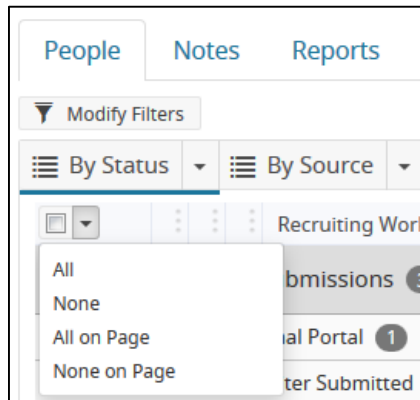 People Notes Reports
Modify Filters
By Status By Source
Recruiting
All
bmissions
None
All on Page
al Portal 1
None on Page
ter Submitted